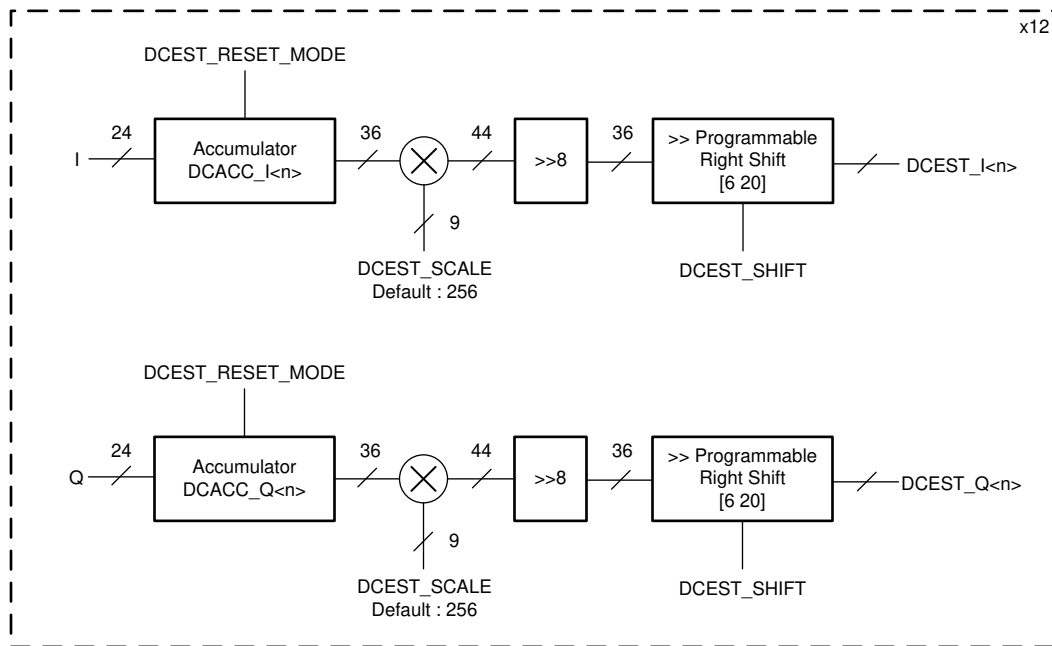 x12
DCEST_RESET_MODE
24
36
44
36
I
Accumulator
DCACC_I<n>
>>8
>> Programmable
Right Shift
[6 20]
DCEST_I<n>
9
DCEST_SCALE
Default : 256
DCEST_SHIFT
DCEST_RESET_MODE
24
36
44
36
Q
Accumulator
DCACC_Q<n>
>>8
>> Programmable
Right Shift
[6 20]
DCEST_Q<n>
9
DCEST_SCALE
Default : 256
DCEST_SHIFT